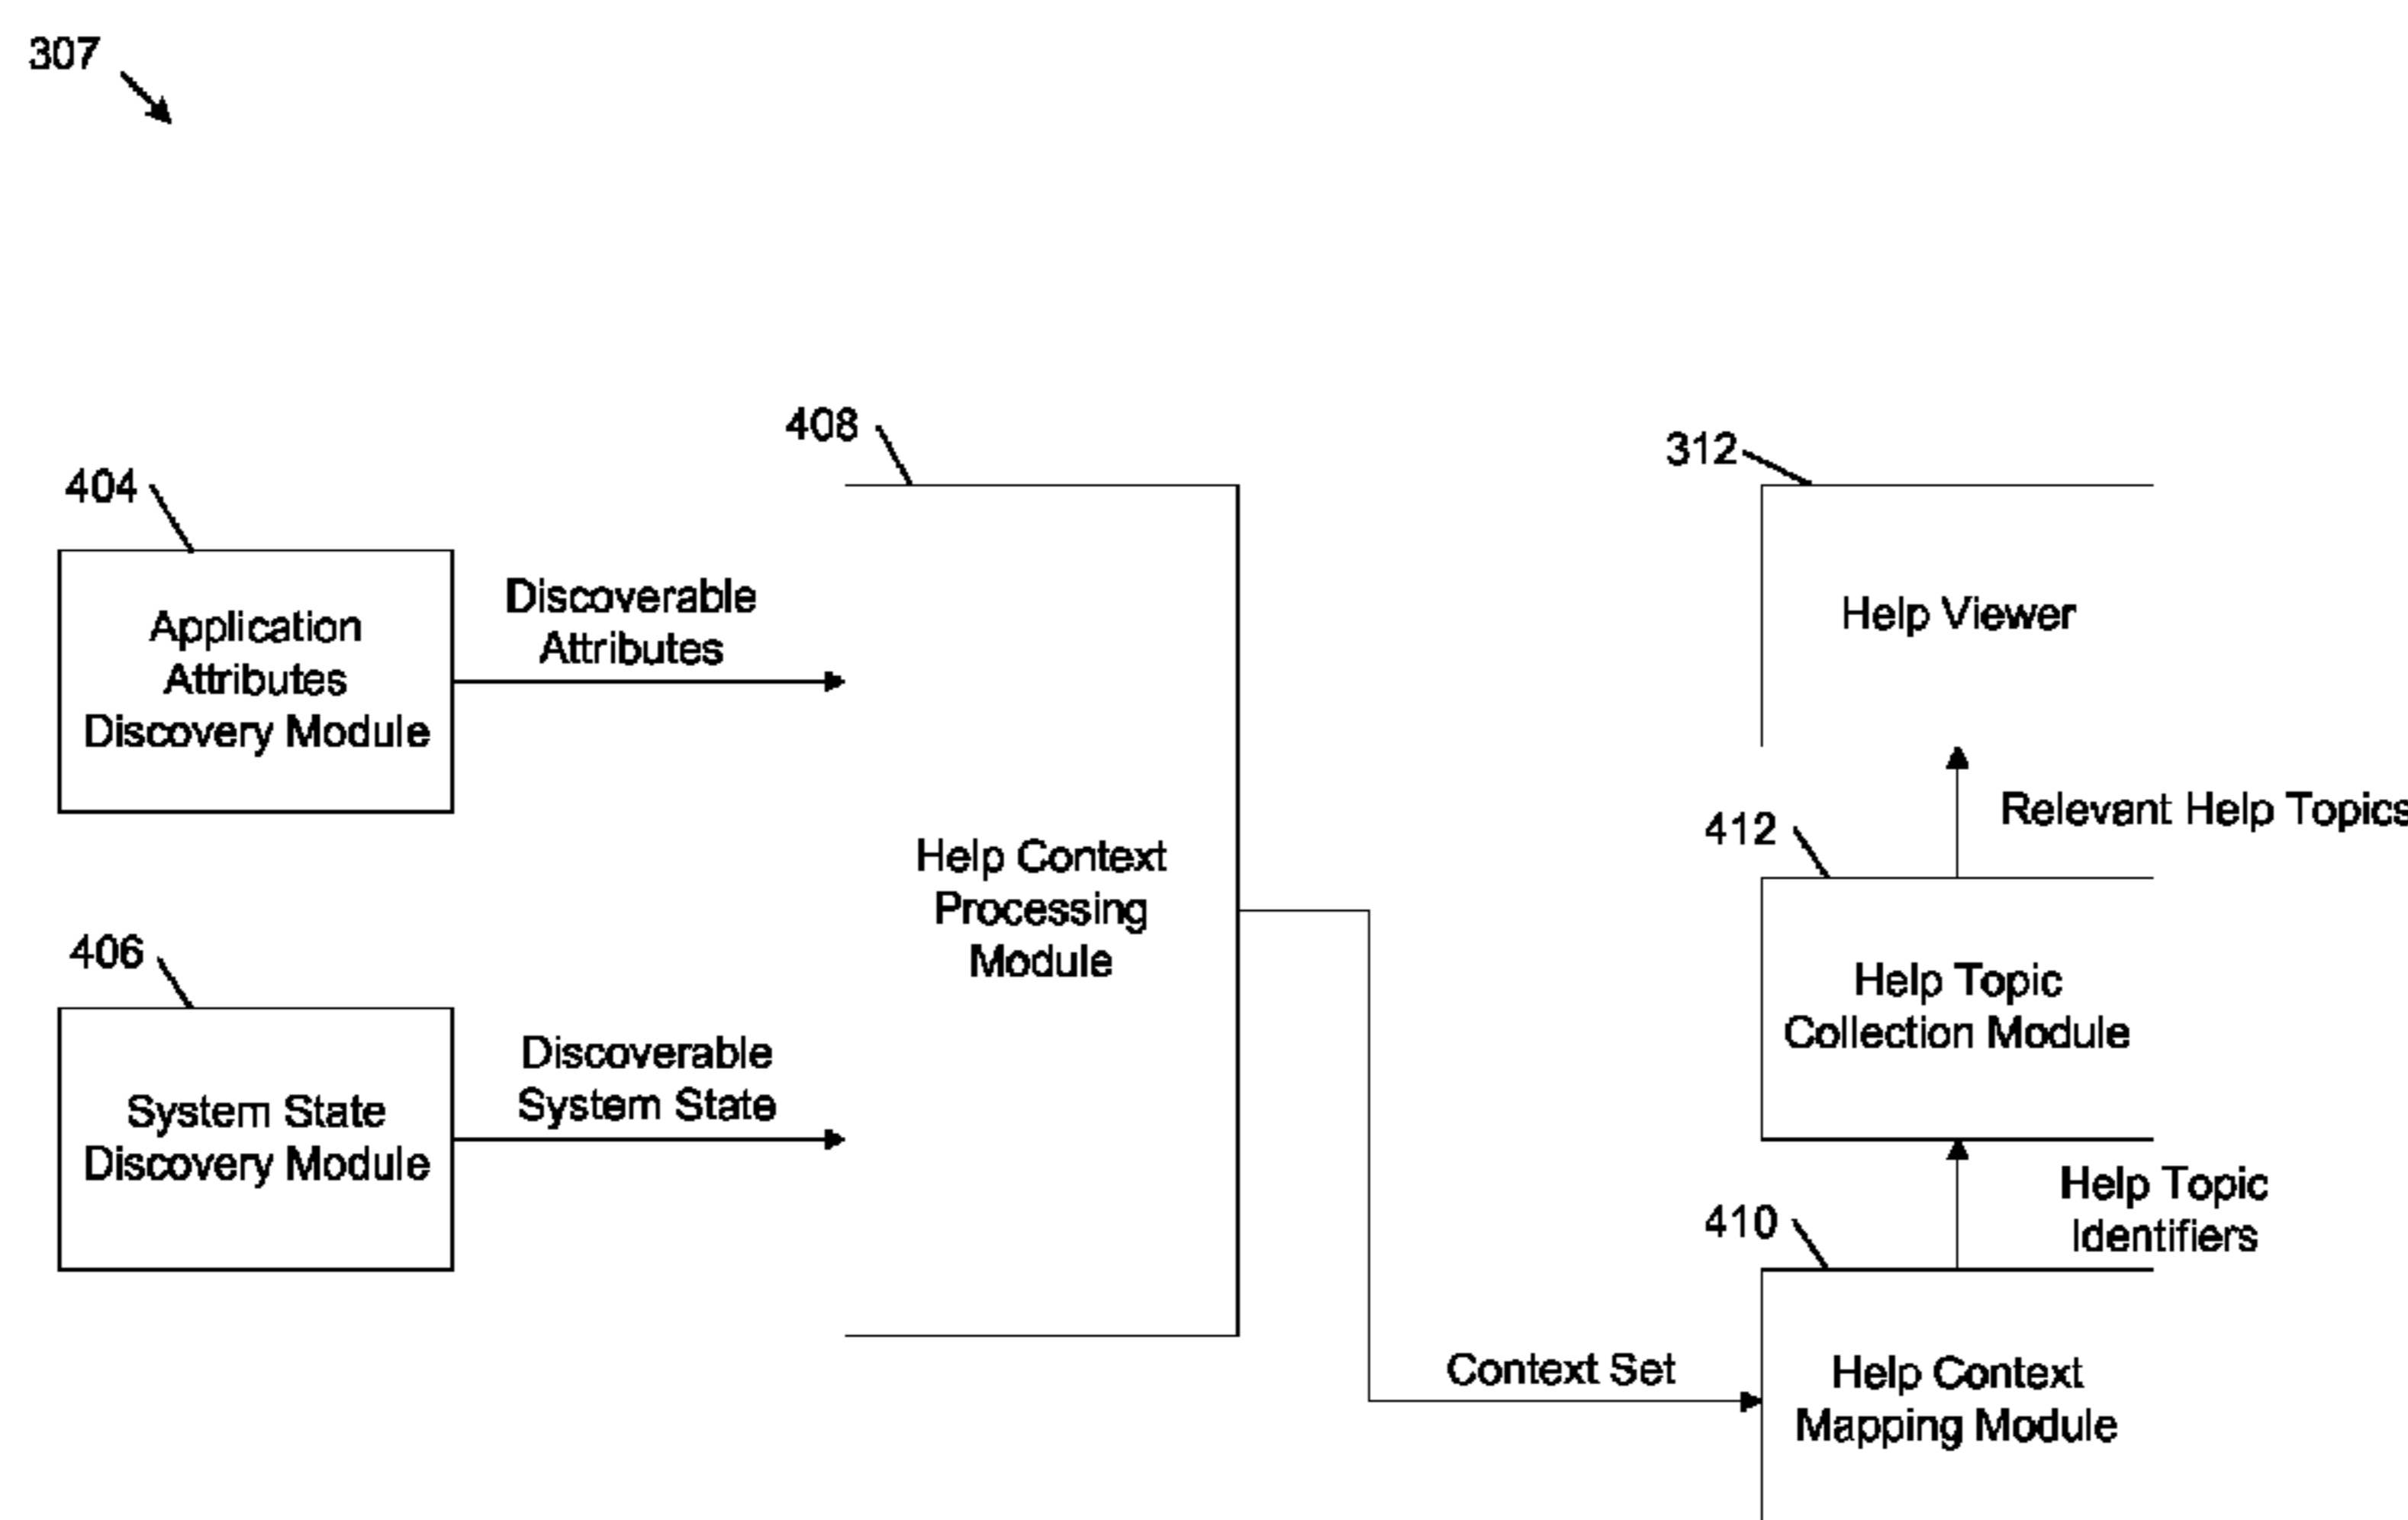 307
408
312
404
Application
Attributes
Discovery Module
Discoverable
Attributes
Help Viewer
Relevant Help Topics
412
Help Context
Processing
Module
406
System State
Discovery Module
Discoverable
System State
Help Topic
Collection Module
Help Topic
Identifiers
410
Context Set
Help Context
Mapping Module